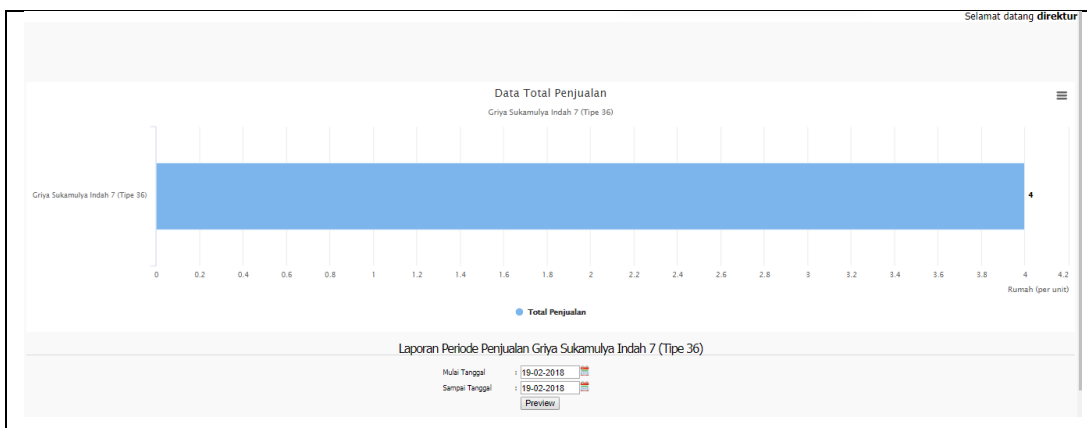 Selamat datang direktur
Data Total Penjualan
Griya Sukamulya Indah 7 (Tipe 36)
Griya Sukamulya Indah 7 (Tipe 36)
4
0 0.2 0.4 0.6 0.8 1 1.2 1.4 1.6 1.8 2 2.2 2.4 2.6 2.8 3 3.2 3.4 3.6 3.8 4 4.2
Rumah (per unit)
Total Penjualan
Laporan Periode Penjualan Griya Sukamulya Indah 7 (Tipe 36)
Mulai Tanggal : 19-02-2018
Sampai Tanggal : 19-02-2018
Preview